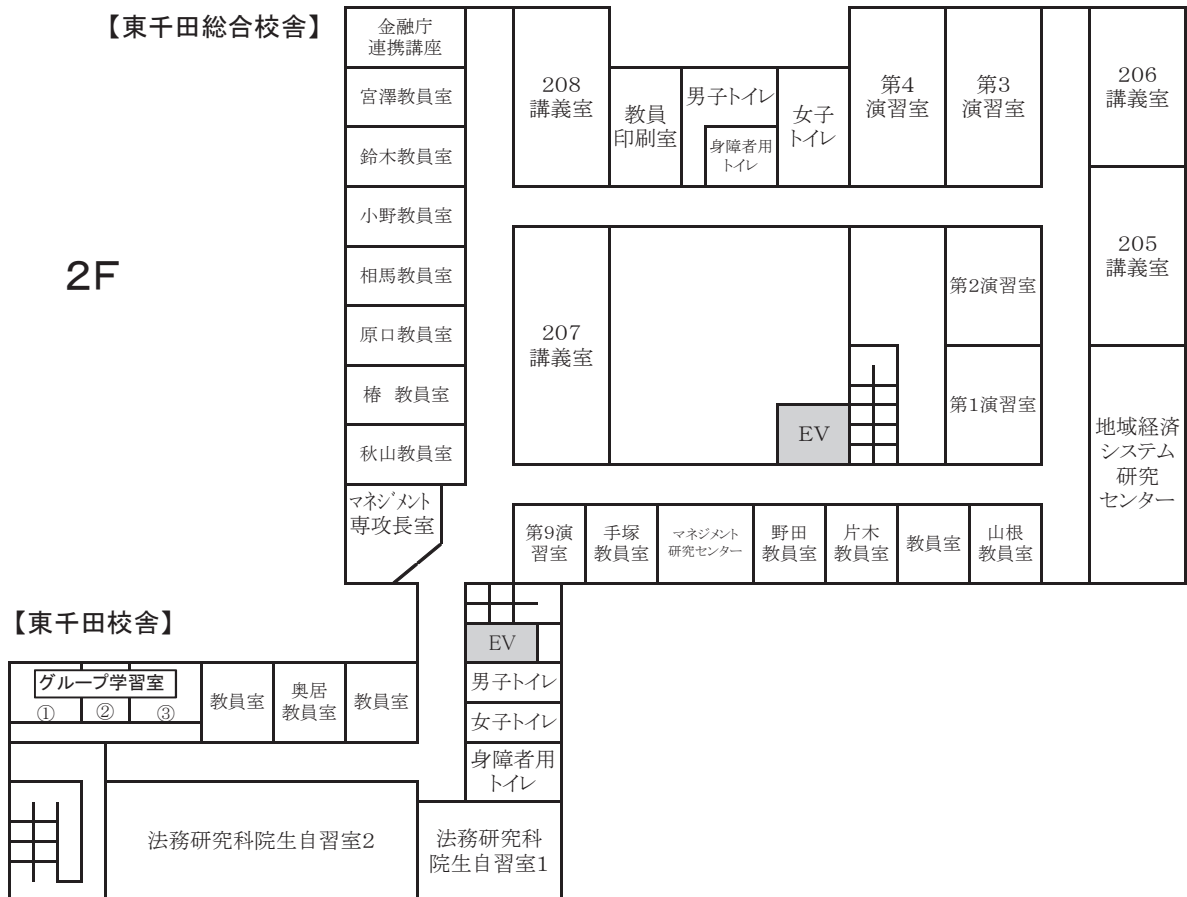 【東千田総合校舎】
2F
金融庁
連携講座
宮澤教員室
鈴木教員室
小野教員室
相馬教員室
原口教員室
椿 教員室
秋山教員室
マネジメント
専攻長室
208
講義室
教員
印刷室
男子トイレ
身障者用
トイレ
女子
トイレ
第4
演習室
第3
演習室
206
講義室
205
講義室
207
講義室
EV
第2演習室
第1演習室
地域経済
システム
研究
センター
第9演
習室
手塚
教員室
マネジメント
研究センター
野田
教員室
片木
教員室
教員室
山根
教員室
【東千田校舎】
グループ学習室
①
②
③
教員室
奥居
教員室
教員室
EV
男子トイレ
女子トイレ
身障者用
トイレ
法務研究科院生自習室2
法務研究科
院生自習室1